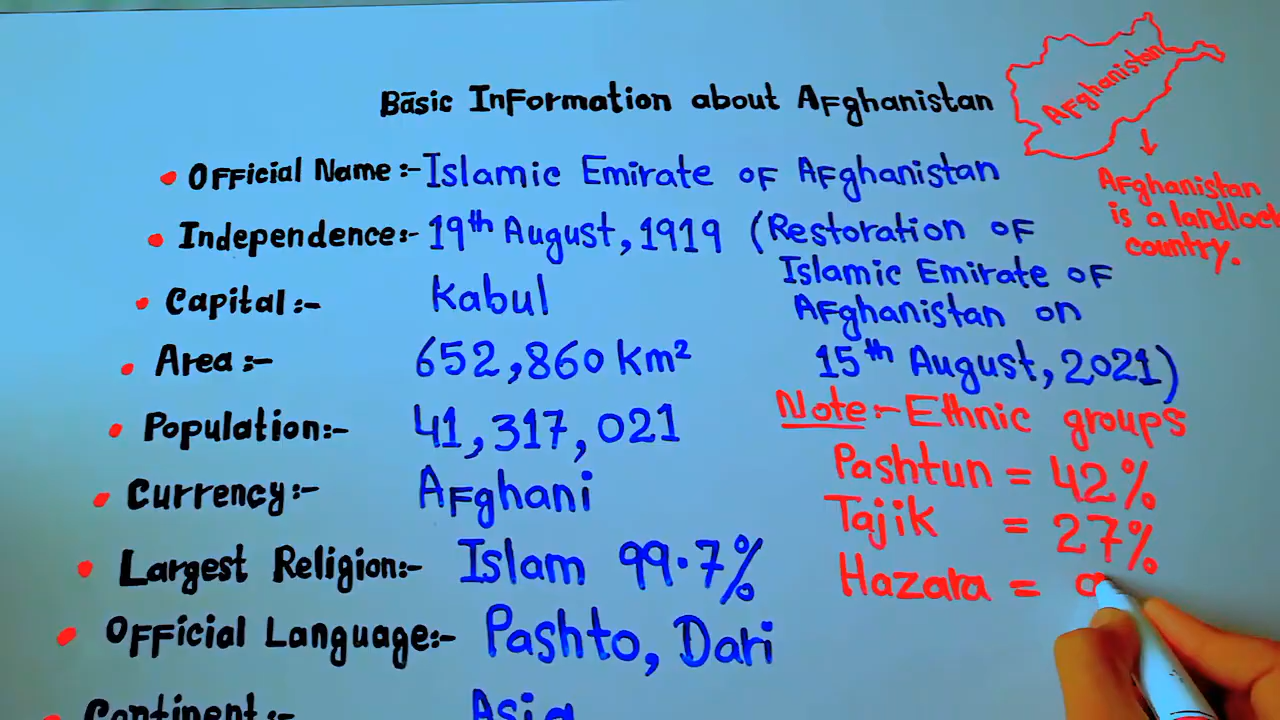 Basic Information about Afghanistan
Afghanistan
Afghanistan
is a
country.
• Official Name:- Islamic Emirate of Afghanistan
• Independence:- 19th August, 1919 (Restoration of
Islamic Emirate of
Afghanistan on
15th August, 2021)
• Capital:- Kabul
• Area:- 652,860 km²
• Population:- 41,317,021
• Currency:- Afghani
• Largest Religion:- Islam 99.7%
• Official Language:- Pashto, Dari
• Continent:- Asia
Note:- Ethnic groups
Pashtun = 42%
Tajik = 27%
Hazara =